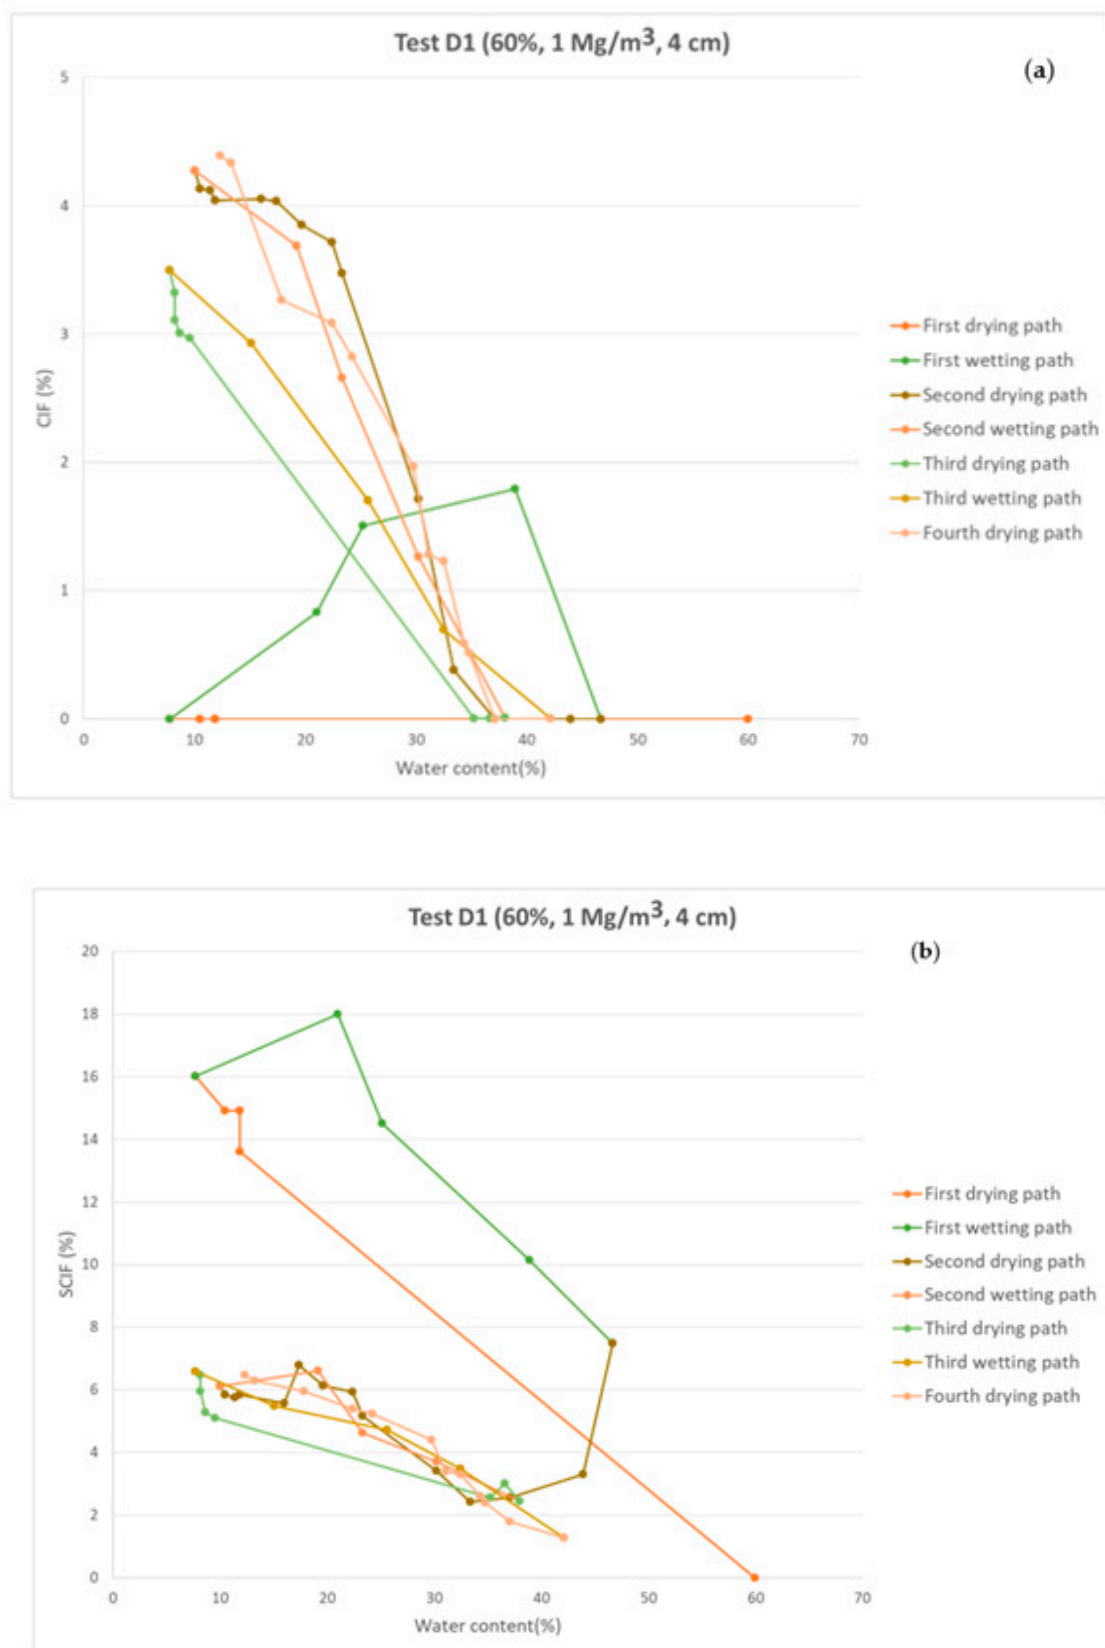 Test D1 (60%, 1 Mg/m³, 4 cm)
(a)
5
4
3
2
1
0
CIF (%)
0 10 20 30 40 50 60 70
Water content(%)
First drying path
First wetting path
Second drying path
Second wetting path
Third drying path
Third wetting path
Fourth drying path
Test D1 (60%, 1 Mg/m³, 4 cm)
(b)
20
18
16
14
12
10
8
6
4
2
0
SCIF (%)
0 10 20 30 40 50 60 70
Water content(%)
First drying path
First wetting path
Second drying path
Second wetting path
Third drying path
Third wetting path
Fourth drying path